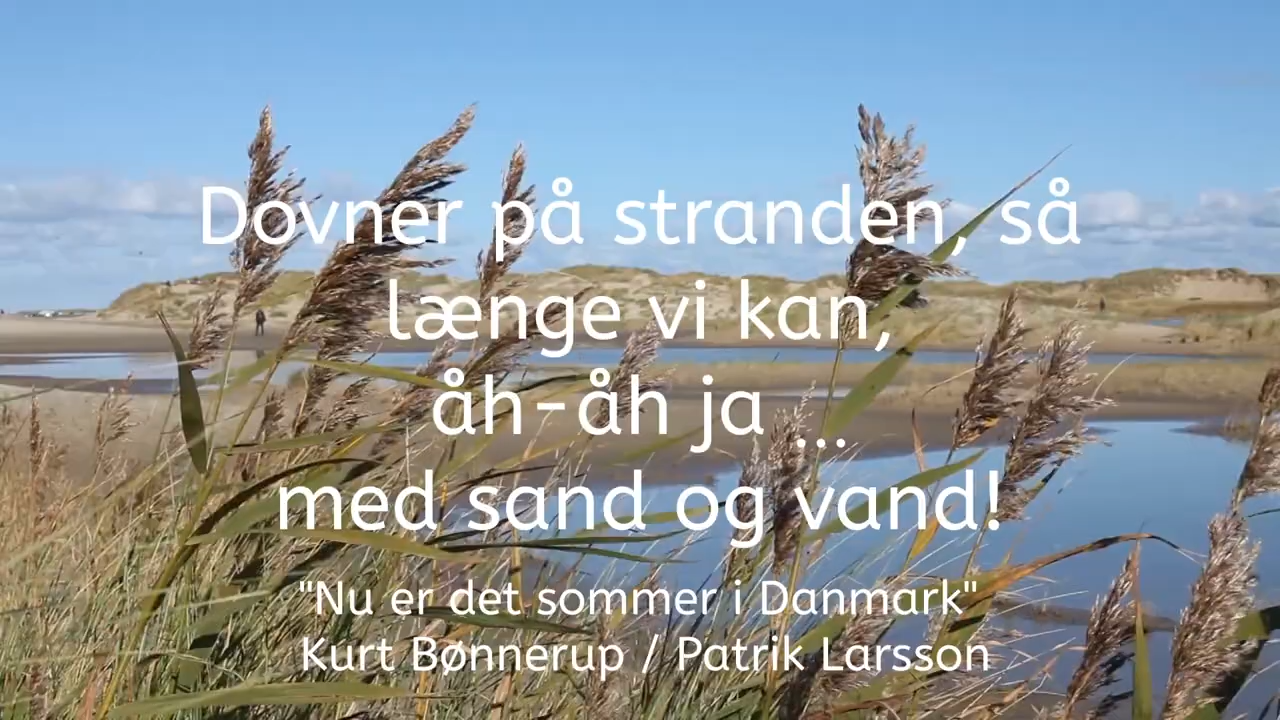 Dovner på stranden, så
længe vi kan,
åh-åh ja ...
med sand og vand!
"Nu er det sommer i Danmark"
Kurt Bønnerup / Patrik Larsson